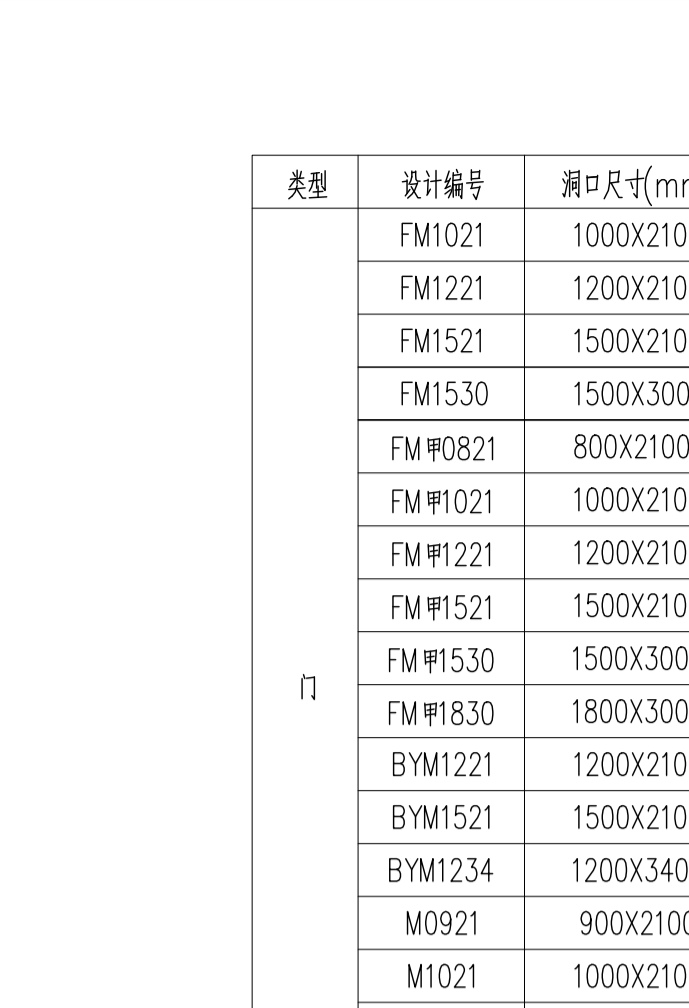 类型 设计编号 洞口尺寸(mm
FM1021 1000X210
FM1221 1200X210
FM1521 1500X210
FM1530 1500X300
FM甲0821 800X2100
FM甲1021 1000X210
FM甲1221 1200X210
FM甲1521 1500X210
FM甲1530 1500X300
门
FM甲1830 1800X300
BYM1221 1200X210
BYM1521 1500X210
BYM1234 1200X340
M0921 900X2100
M1021 1000X210